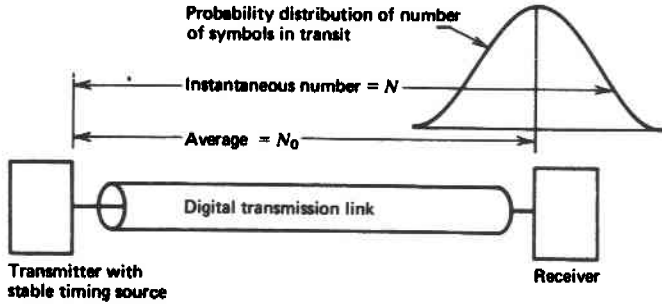 Probability distribution of number
of symbols in transit
Instantaneous number = N
Average = N₀
Digital transmission link
Transmitter with
stable timing source
Receiver